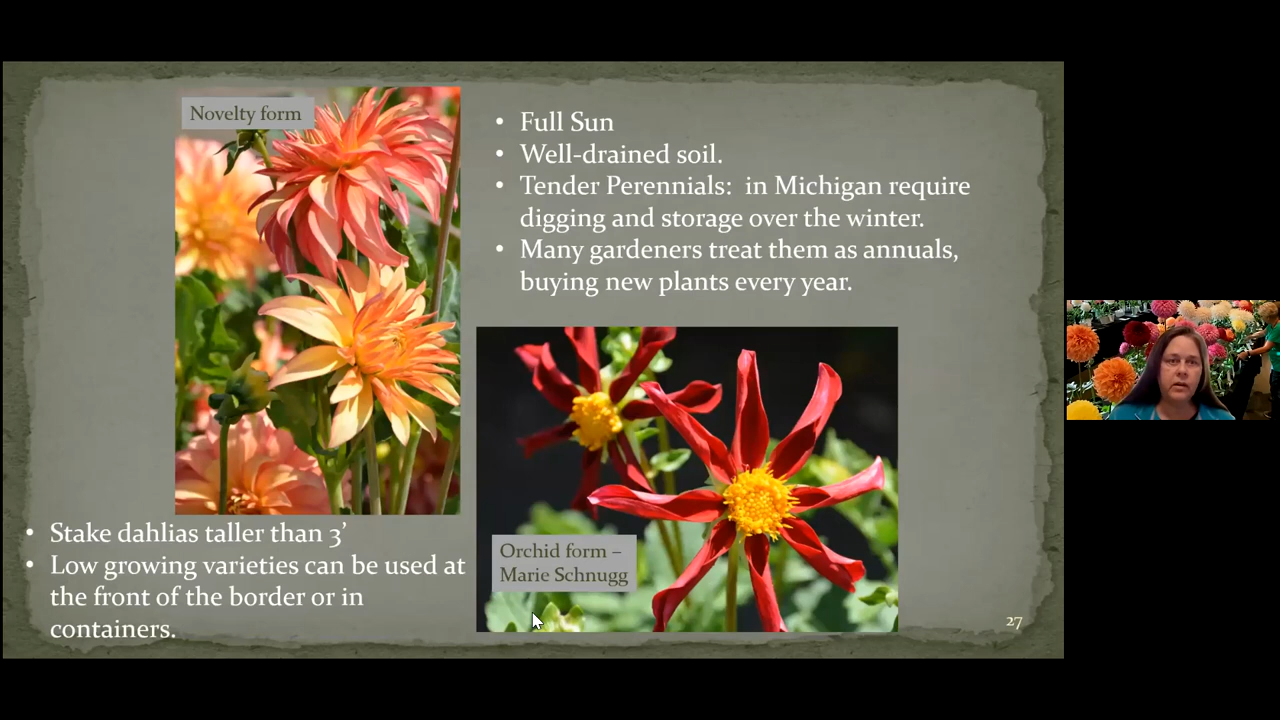 Novelty form
• Full Sun
• Well-drained soil.
• Tender Perennials:  in Michigan require
digging and storage over the winter.
• Many gardeners treat them as annuals,
buying new plants every year.
• Stake dahlias taller than 3’
• Low growing varieties can be used at
the front of the border or in
containers.
Orchid form –
Marie Schnugg
27